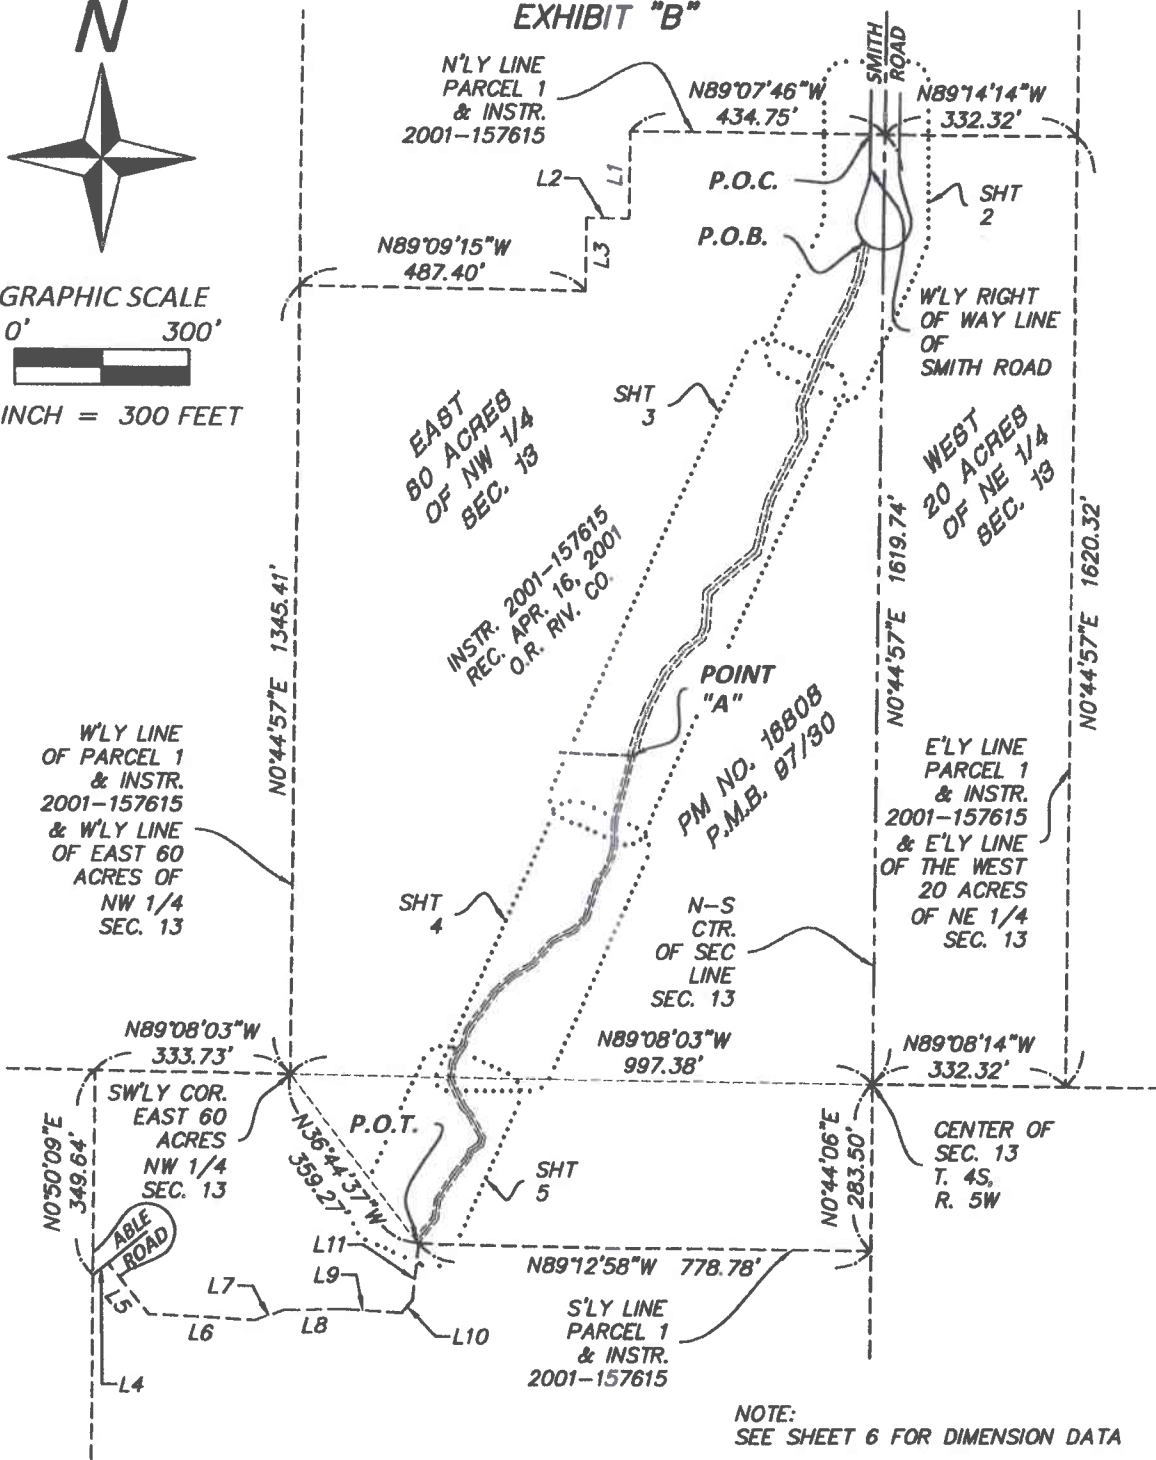 EXHIBIT "B"
N
SMITH
ROAD
N'LY LINE
PARCEL 1
& INSTR.
2001-157615
N89°07'46"W
434.75'
N89°14'14"W
332.32'
L1
L2
L3
P.O.C.
P.O.B.
SHT
2
N89°09'15"W
487.40'
GRAPHIC SCALE
0' 300'
INCH = 300 FEET
W'LY RIGHT
OF WAY LINE
OF
SMITH ROAD
SHT
3
EAST
60 ACRES
OF NW 1/4
SEC. 13
WEST
20 ACRES
OF NE 1/4
SEC. 13
INSTR. 2001-157615
REC. APR. 16, 2001
O.R. RIV. CO.
N0°44'57"E 1345.41'
N0°44'57"E 1619.74'
N0°44'57"E 1620.32'
POINT
"A"
PM NO. 18808
P.M.B. 97/30
W'LY LINE
OF PARCEL 1
& INSTR.
2001-157615
& W'LY LINE
OF EAST 60
ACRES OF
NW 1/4
SEC. 13
E'LY LINE
PARCEL 1
& INSTR.
2001-157615
& E'LY LINE
OF THE WEST
20 ACRES
OF NE 1/4
SEC. 13
SHT
4
N-S
CTR.
OF SEC
LINE
SEC. 13
N89°08'03"W
333.73'
N89°08'03"W
997.38'
N89°08'14"W
332.32'
SW'LY COR.
EAST 60
ACRES
NW 1/4
SEC. 13
N0°50'09"E
349.64'
N36°44'37"W
359.27'
P.O.T.
SHT
5
N0°44'06"E
283.50'
CENTER OF
SEC. 13
T. 4S,
R. 5W
ABLE
ROAD
L11
L9
L7
L5
L6
L8
L10
L4
N89°12'58"W 778.78'
S'LY LINE
PARCEL 1
& INSTR.
2001-157615
NOTE:
SEE SHEET 6 FOR DIMENSION DATA